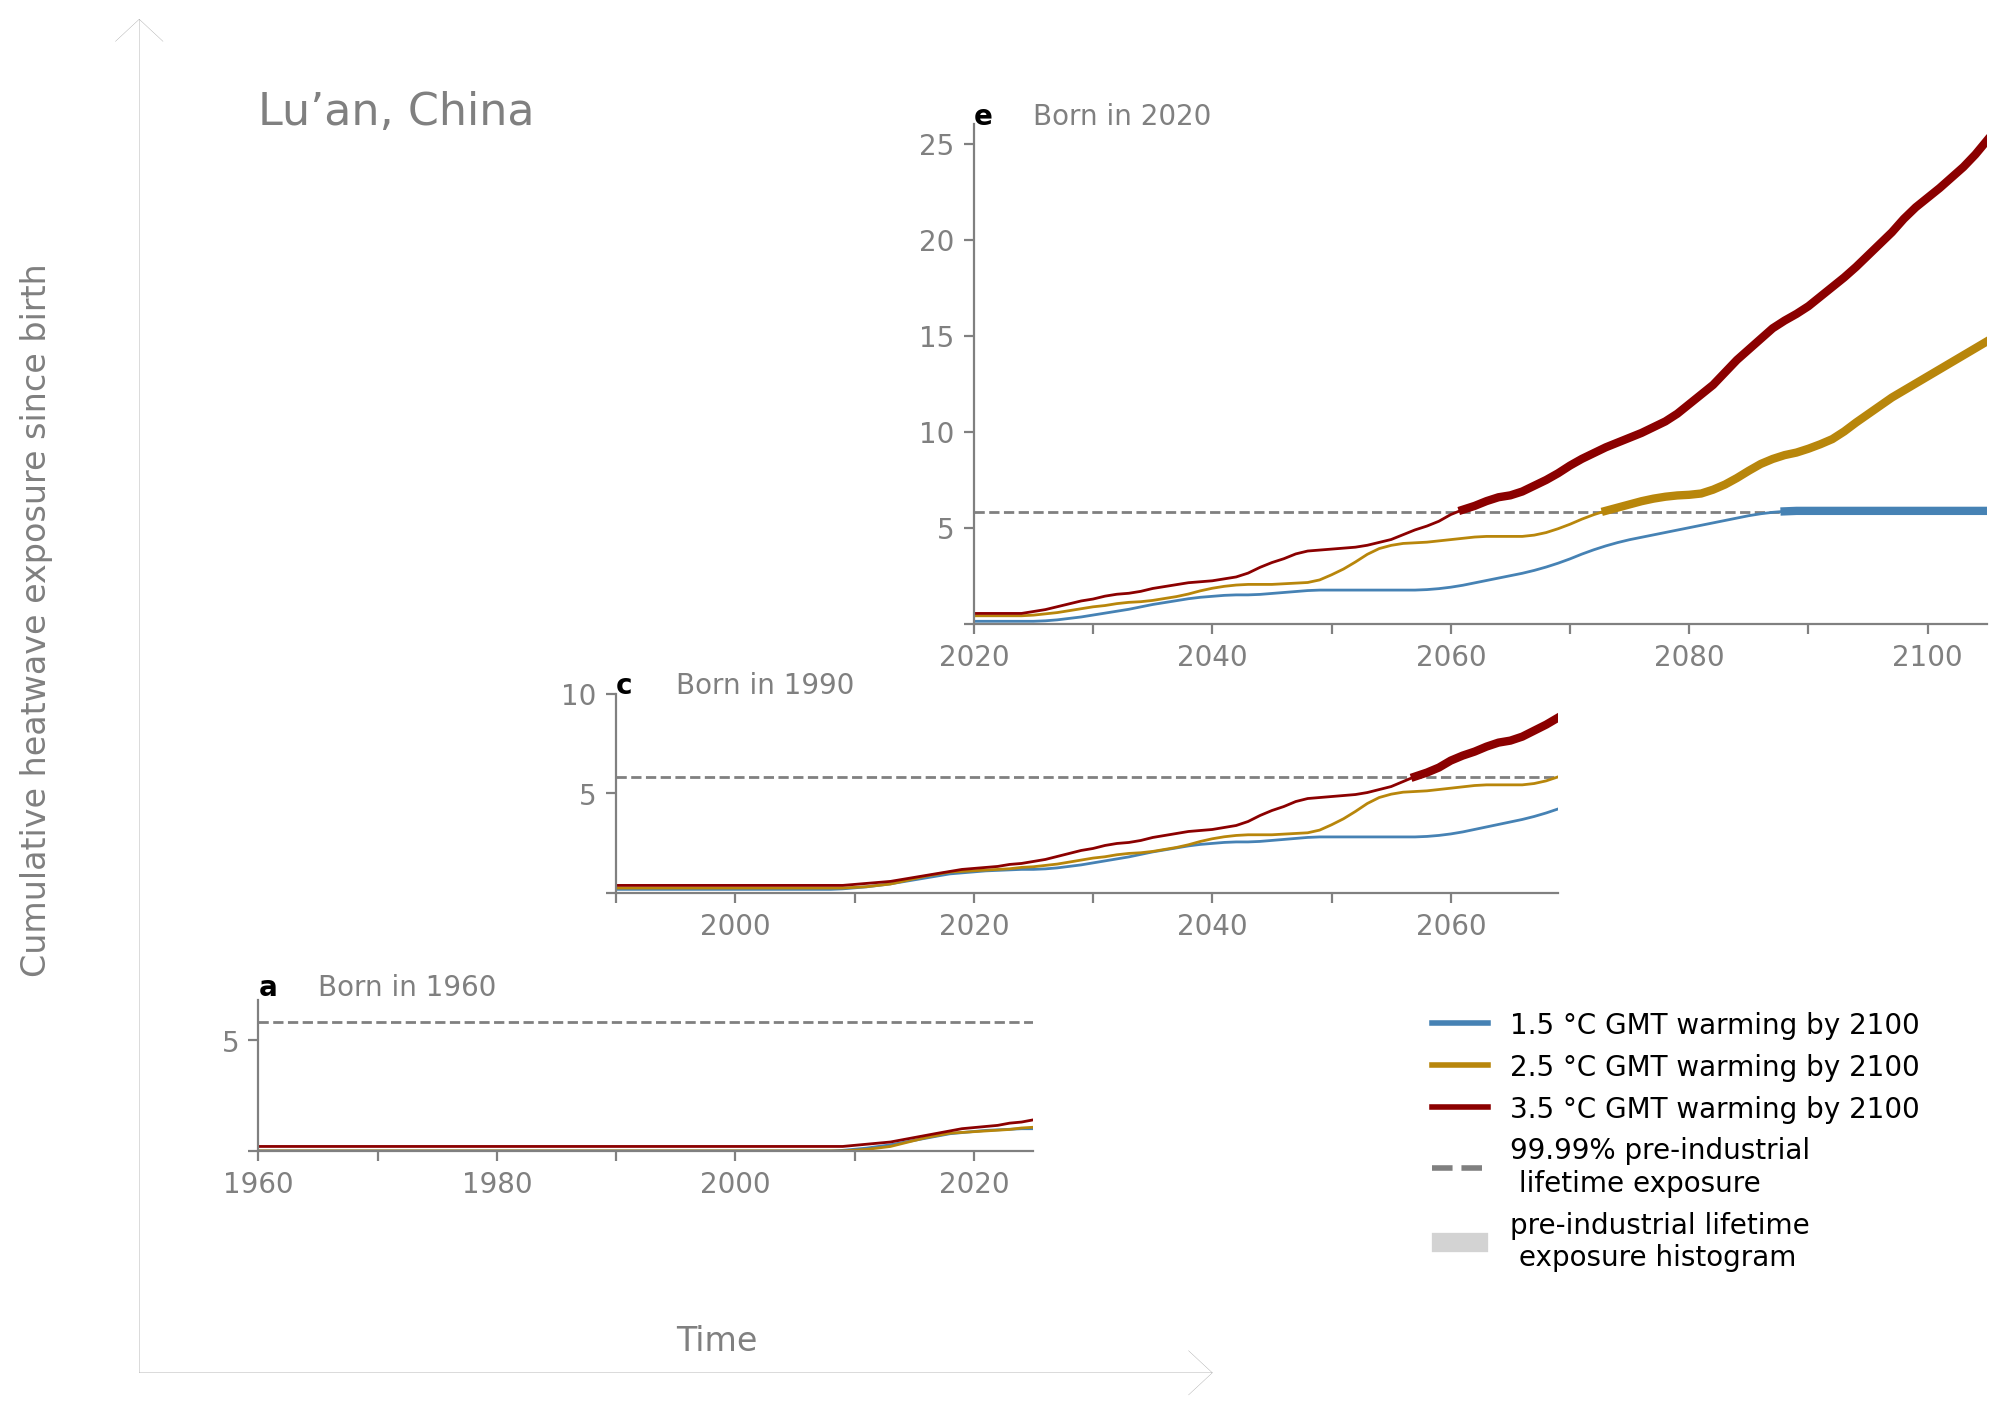 Lu’an, China
Cumulative heatwave exposure since birth
e Born in 2020
25
20
15
10
5
2020 2040 2060 2080 2100
c Born in 1990
10
5
2000 2020 2040 2060
a Born in 1960
5
1960 1980 2000 2020
1.5 °C GMT warming by 2100
2.5 °C GMT warming by 2100
3.5 °C GMT warming by 2100
99.99% pre-industrial
lifetime exposure
pre-industrial lifetime
exposure histogram
Time